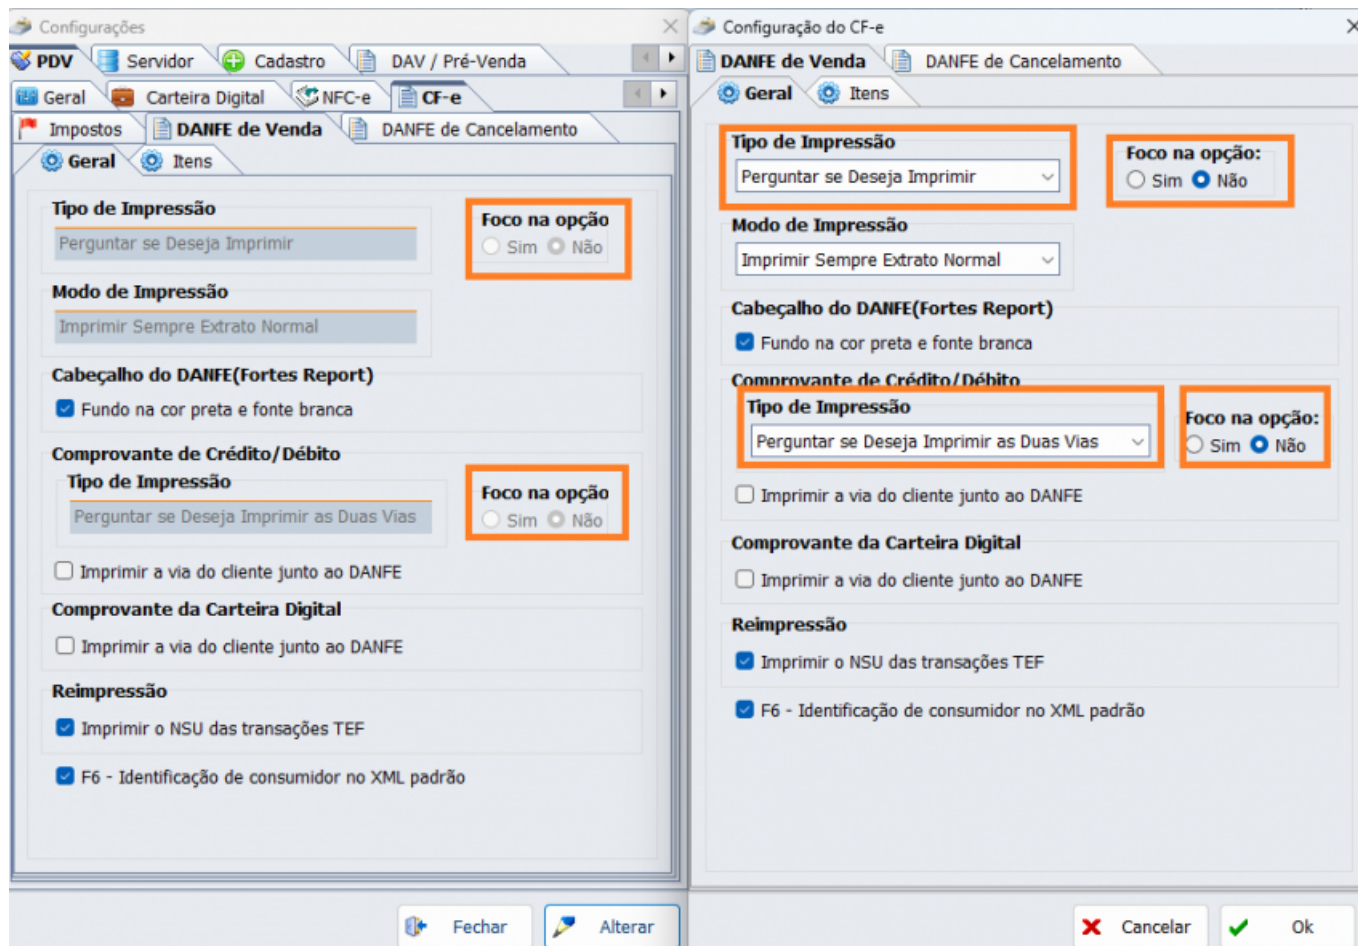 Configurações
PDV Servidor Cadastro DAV / Pré-Venda
Geral Carteira Digital NFC-e CF-e
Impostos DANFE de Venda DANFE de Cancelamento
Geral Itens
Tipo de Impressão
Perguntar se Deseja Imprimir
Foco na opção
Sim Não
Modo de Impressão
Imprimir Sempre Extrato Normal
Cabeçalho do DANFE(Fortes Report)
Fundo na cor preta e fonte branca
Comprovante de Crédito/Débito
Tipo de Impressão
Perguntar se Deseja Imprimir as Duas Vias
Foco na opção
Sim Não
Imprimir a via do cliente junto ao DANFE
Comprovante da Carteira Digital
Imprimir a via do cliente junto ao DANFE
Reimpressão
Imprimir o NSU das transações TEF
F6 - Identificação de consumidor no XML padrão
Fechar Alterar
Configuração do CF-e
DANFE de Venda DANFE de Cancelamento
Geral Itens
Tipo de Impressão
Perguntar se Deseja Imprimir
Foco na opção:
Sim Não
Modo de Impressão
Imprimir Sempre Extrato Normal
Cabeçalho do DANFE(Fortes Report)
Fundo na cor preta e fonte branca
Comprovante de Crédito/Débito
Tipo de Impressão
Perguntar se Deseja Imprimir as Duas Vias
Foco na opção:
Sim Não
Imprimir a via do cliente junto ao DANFE
Comprovante da Carteira Digital
Imprimir a via do cliente junto ao DANFE
Reimpressão
Imprimir o NSU das transações TEF
F6 - Identificação de consumidor no XML padrão
Cancelar Ok